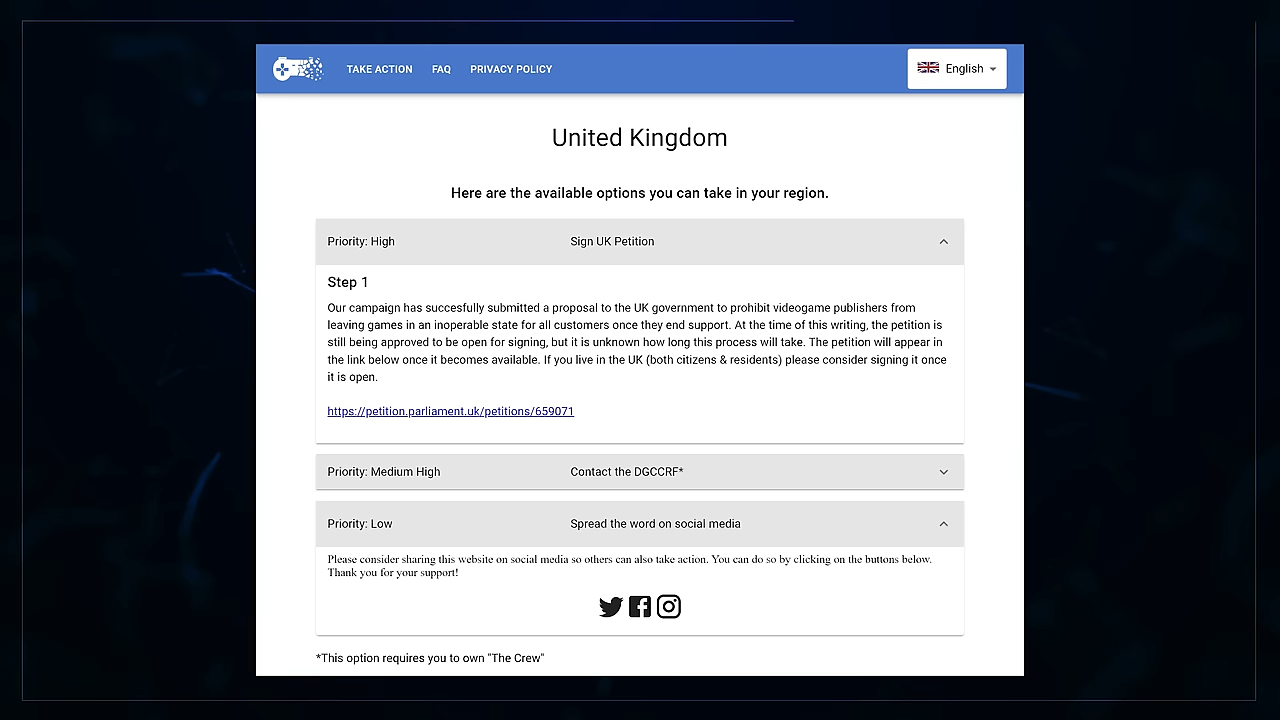 TAKE ACTION FAQ PRIVACY POLICY English
United Kingdom
Here are the available options you can take in your region.
Priority: High Sign UK Petition
Step 1
Our campaign has succesfully submitted a proposal to the UK government to prohibit videogame publishers from
leaving games in an inoperable state for all customers once they end support. At the time of this writing, the petition is
still being approved to be open for signing, but it is unknown how long this process will take. The petition will appear in
the link below once it becomes available. If you live in the UK (both citizens & residents) please consider signing it once
it is open.
https://petition.parliament.uk/petitions/659071
Priority: Medium High Contact the DGCCRF*
Priority: Low Spread the word on social media
Please consider sharing this website on social media so others can also take action. You can do so by clicking on the buttons below.
Thank you for your support!
*This option requires you to own "The Crew"